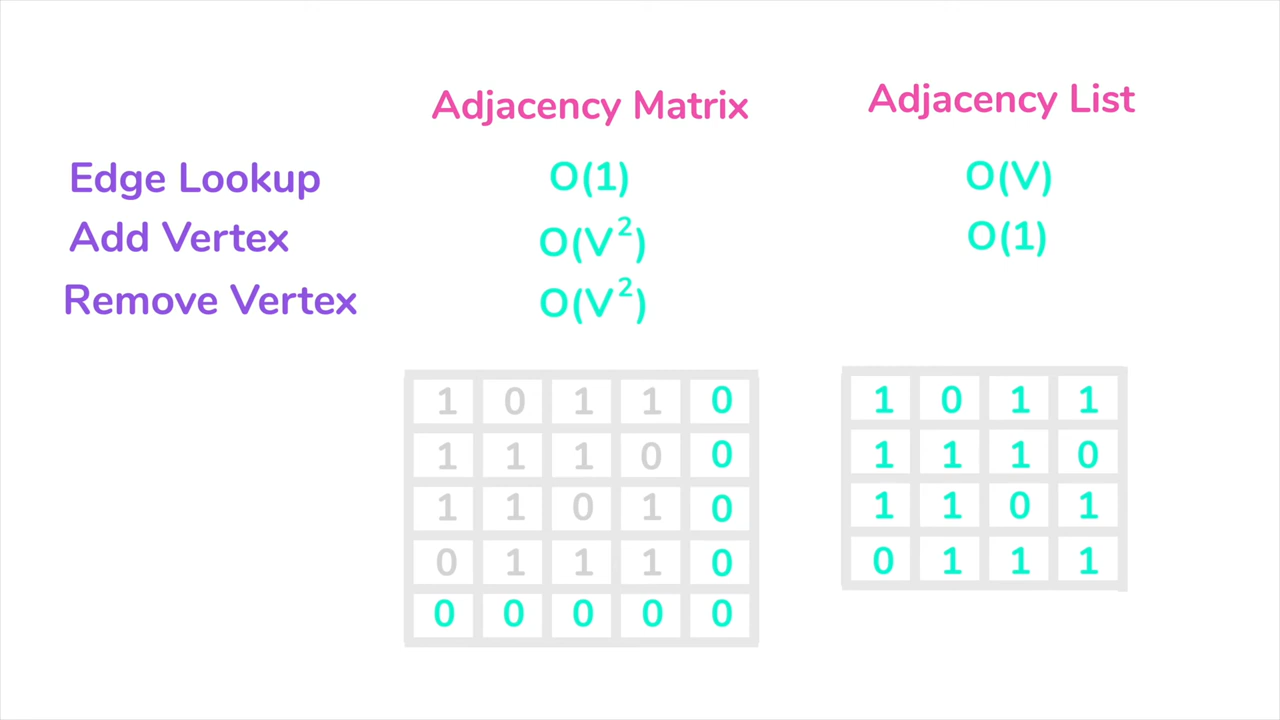 Adjacency Matrix Adjacency List
Edge Lookup O(1) O(V)
Add Vertex O(V²) O(1)
Remove Vertex O(V²)
1 0 1 1 0
1 1 1 0 0
1 1 0 1 0
0 1 1 1 0
0 0 0 0 0
1 0 1 1
1 1 1 0
1 1 0 1
0 1 1 1